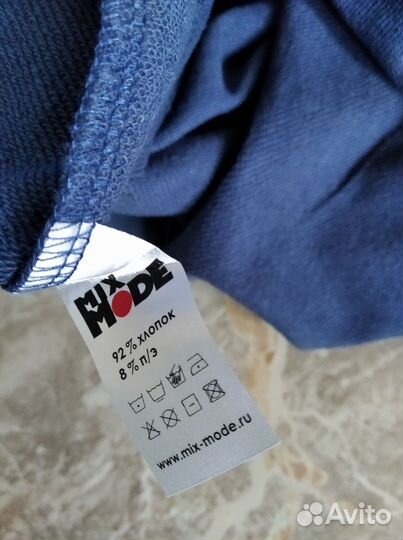 MIX
MODE
92% ХЛОПОК
8% П/Э
www.mix-mode.ru
Avito